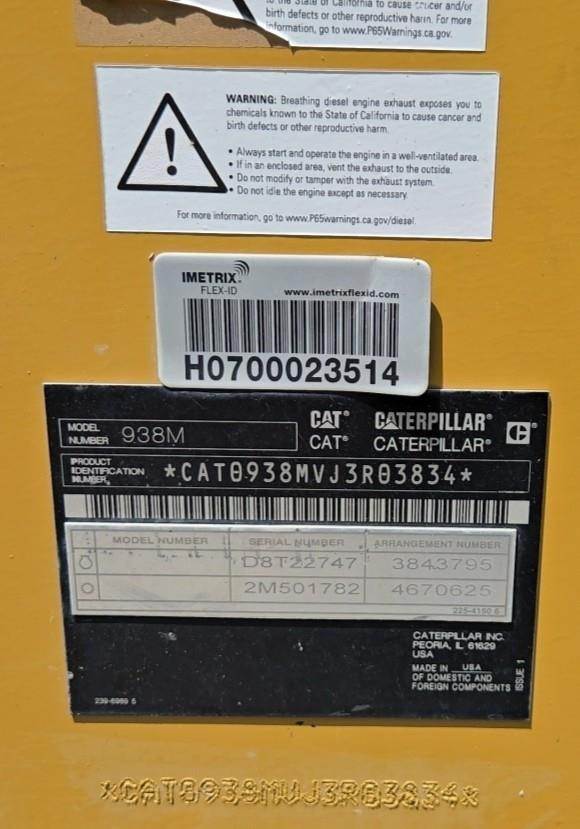 to the State of California to cause cancer and/or
birth defects or other reproductive harm. For more
information, go to www.P65Warnings.ca.gov.
WARNING: Breathing diesel engine exhaust exposes you to
chemicals known to the State of California to cause cancer and
birth defects or other reproductive harm.
• Always start and operate the engine in a well-ventilated area.
• If in an enclosed area, vent the exhaust to the outside.
• Do not modify or tamper with the exhaust system.
• Do not idle the engine except as necessary.
For more information, go to www.P65warnings.ca.gov/diesel.
IMETRIX
FLEX-ID
www.imetrixflexid.com
H0700023514
CAT® CATERPILLAR®
MODEL NUMBER 938M
CAT® CATERPILLAR®
PRODUCT IDENTIFICATION NUMBER *CAT0938MVJ3R03834*
MODEL NUMBER SERIAL NUMBER ARRANGEMENT NUMBER
D8T22747 3843795
2M501782 4670625
225-4150 6
CATERPILLAR INC.
PEORIA, IL 61629
USA
MADE IN USA
OF DOMESTIC AND
FOREIGN COMPONENTS
ISSUE 1
239-6969 5
*CAT0938MVJ3R03834*